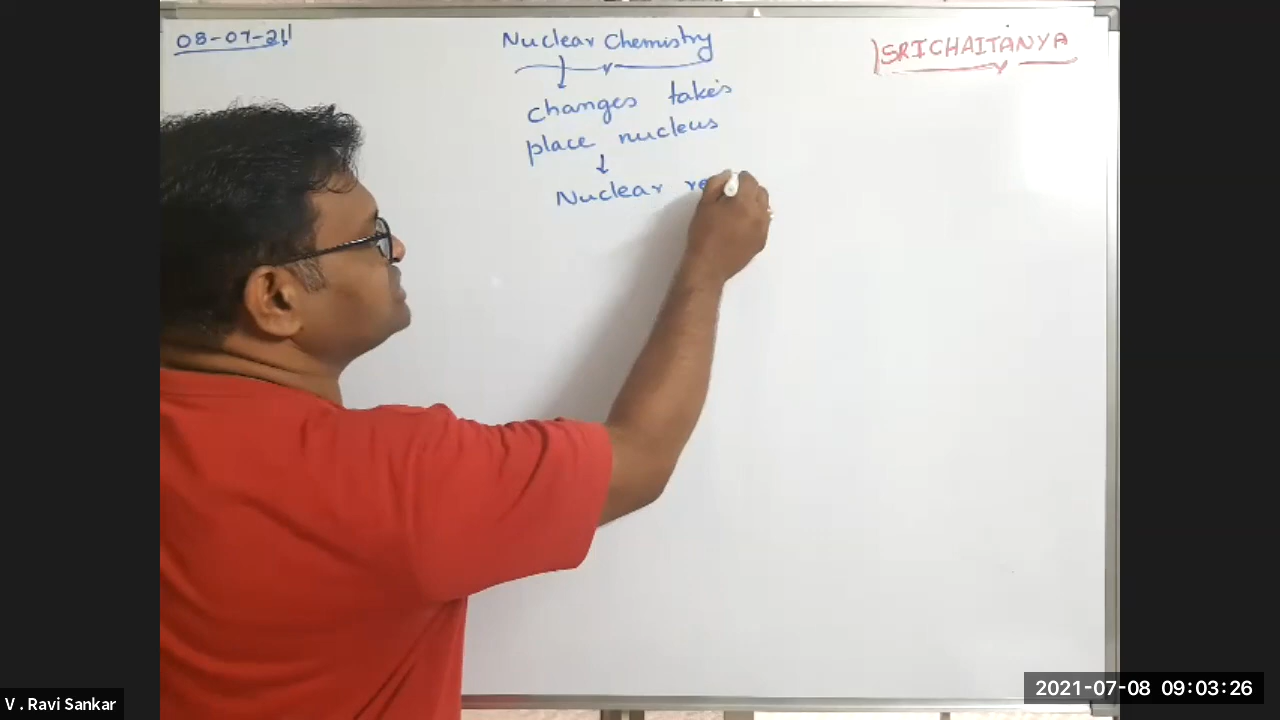 08-07-21
Nuclear Chemistry
SRICHAITANYA
changes takes
place nucleus
Nuclear
V . Ravi Sankar
2021-07-08 09:03:26